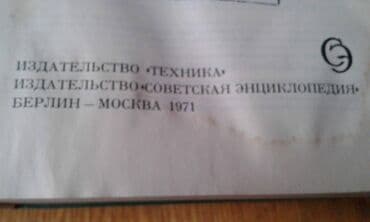 ИЗДАТЕЛЬСТВО «ТЕХНИКА»
ИЗДАТЕЛЬСТВО «СОВЕТСКАЯ ЭНЦИКЛОПЕДИЯ»
БЕРЛИН — МОСКВА 1971